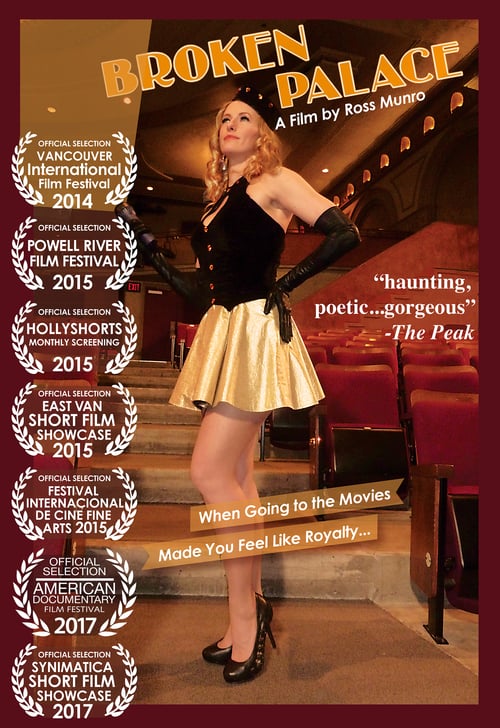 BROKEN
PALACE
A Film by Ross Munro
OFFICIAL SELECTION
VANCOUVER
International
Film Festival
2014
OFFICIAL SELECTION
POWELL RIVER
FILM FESTIVAL
2015
OFFICIAL SELECTION
HOLLYSHORTS
MONTHLY SCREENING
2015
OFFICIAL SELECTION
EAST VAN
SHORT FILM
SHOWCASE
2015
OFFICIAL SELECTION
FESTIVAL
INTERNACIONAL
DE CINE FINE
ARTS 2015
OFFICIAL
SELECTION
AMERICAN
DOCUMENTARY
FILM FESTIVAL
2017
OFFICIAL SELECTION
SYNIMATICA
SHORT FILM
SHOWCASE
2017
EXIT
“haunting,
poetic...gorgeous”
-The Peak
When Going to the Movies
Made You Feel Like Royalty...